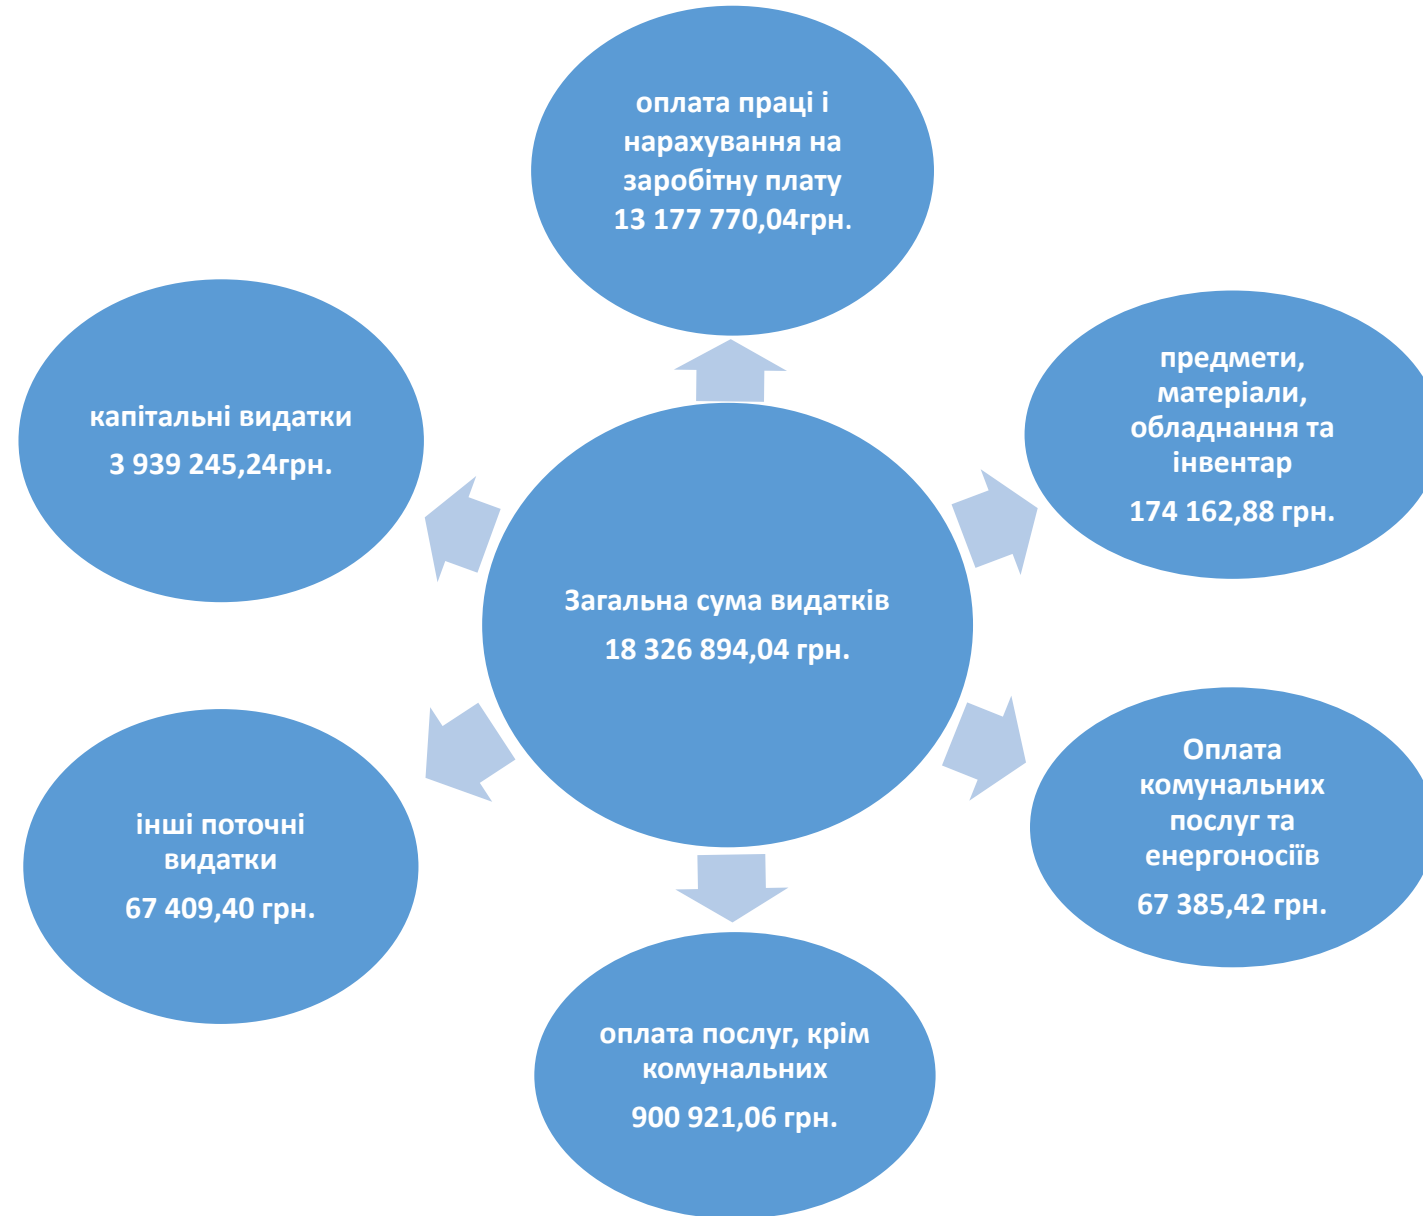 оплата праці і
нарахування на
заробітну плату
13 177 770,04грн.
капітальні видатки
3 939 245,24грн.
предмети,
матеріали,
обладнання та
інвентар
174 162,88 грн.
Загальна сума видатків
18 326 894,04 грн.
інші поточні
видатки
67 409,40 грн.
Оплата
комунальних
послуг та
енергоносіїв
67 385,42 грн.
оплата послуг, крім
комунальних
900 921,06 грн.